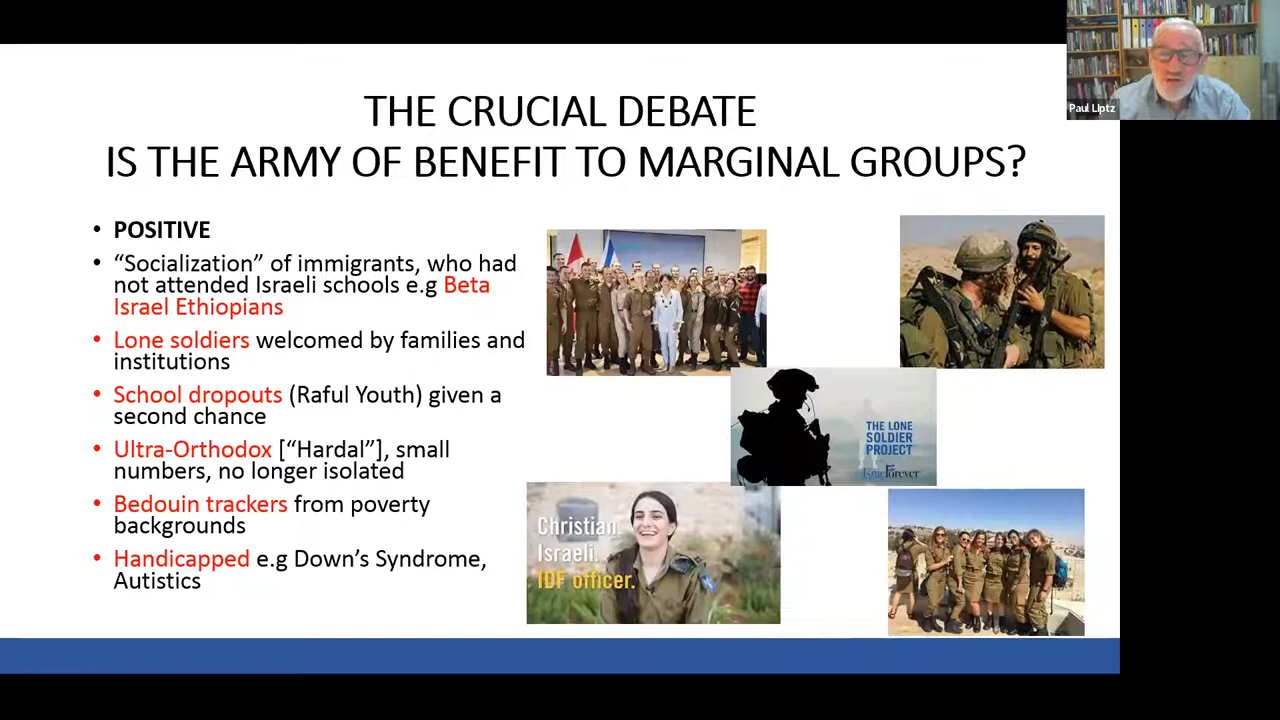 THE CRUCIAL DEBATE
IS THE ARMY OF BENEFIT TO MARGINAL GROUPS?
• POSITIVE
• “Socialization” of immigrants, who had
not attended Israeli schools e.g Beta
Israel Ethiopians
• Lone soldiers welcomed by families and
institutions
• School dropouts (Raful Youth) given a
second chance
• Ultra-Orthodox [“Hardal”], small
numbers, no longer isolated
• Bedouin trackers from poverty
backgrounds
• Handicapped e.g Down’s Syndrome,
Autistics
THE LONE
SOLDIER
PROJECT
IsraelForever
Christian.
Israeli.
IDF officer.
Paul Liptz